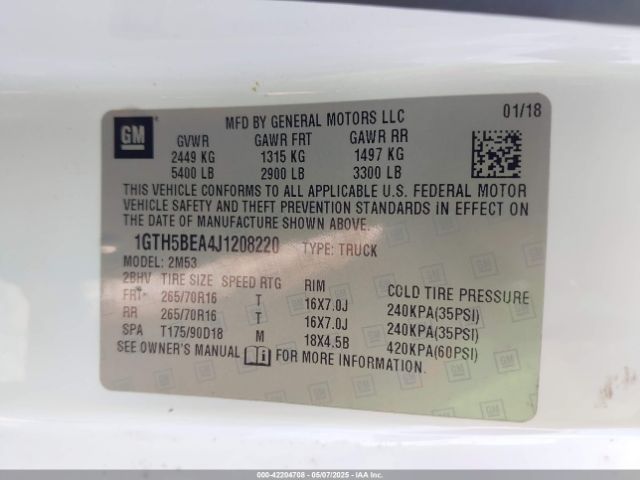 GM
MFD BY GENERAL MOTORS LLC 01/18
GVWR GAWR FRT GAWR RR
2449 KG 1315 KG 1497 KG
5400 LB 2900 LB 3300 LB
THIS VEHICLE CONFORMS TO ALL APPLICABLE U.S. FEDERAL MOTOR
VEHICLE SAFETY AND THEFT PREVENTION STANDARDS IN EFFECT ON
THE DATE OF MANUFACTURE SHOWN ABOVE.
1GTH5BEA4J1208220 TYPE: TRUCK
MODEL: 2M53
2BHV TIRE SIZE SPEED RTG RIM COLD TIRE PRESSURE
FRT 265/70R16 T 16X7.0J 240KPA(35PSI)
RR 265/70R16 T 16X7.0J 240KPA(35PSI)
SPA T175/90D18 M 18X4.5B 420KPA(60PSI)
SEE OWNER'S MANUAL FOR MORE INFORMATION.
000-42204708 - 05/07/2025 - IAA Inc.